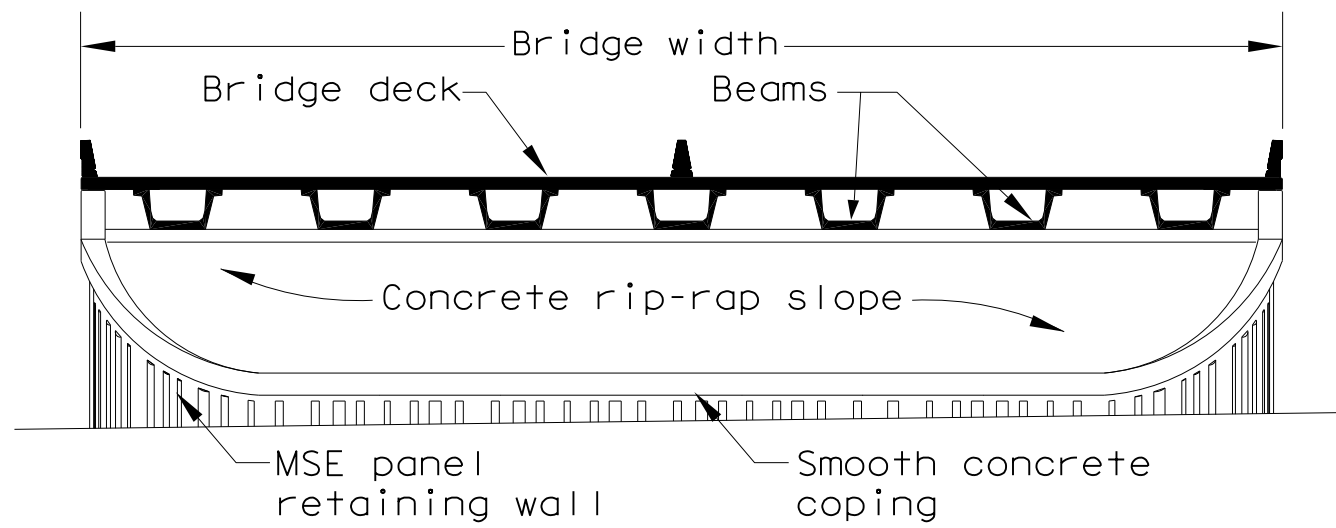 Bridge width
Bridge deck
Beams
Concrete rip-rap slope
MSE panel
retaining wall
Smooth concrete
coping